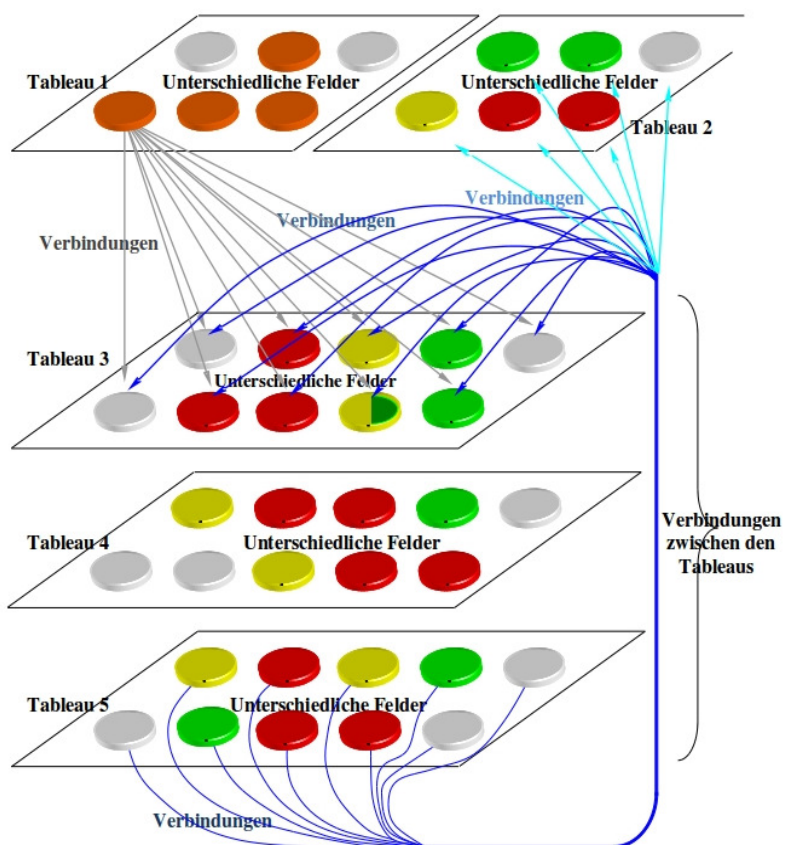 Tableau 1
Unterschiedliche Felder
Unterschiedliche Felder
Tableau 2
Verbindungen
Verbindungen
Verbindungen
Tableau 3
Unterschiedliche Felder
Tableau 4
Unterschiedliche Felder
Verbindungen
zwischen den
Tableaus
Tableau 5
Unterschiedliche Felder
Verbindungen